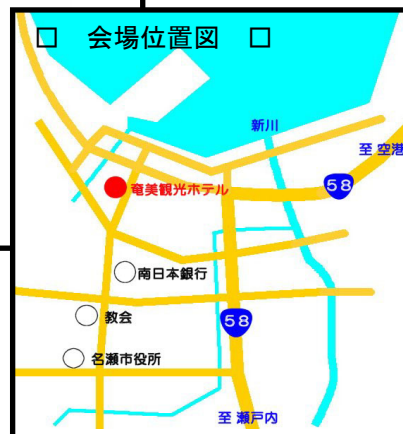 □ 会場位置図 □
新川
至 空港
58
奄美観光ホテル
南日本銀行
58
教会
名瀬市役所
至 瀬戸内